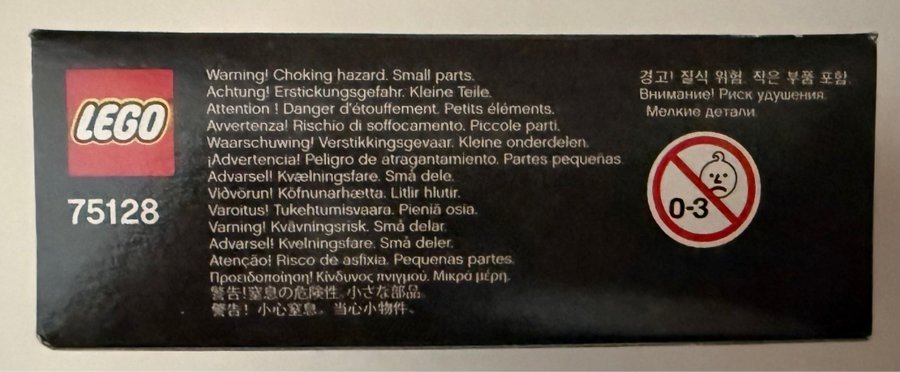 LEGO
75128
Warning! Choking hazard. Small parts.
Achtung! Erstickungsgefahr. Kleine Teile.
Attention ! Danger d'étouffement. Petits éléments.
Avvertenza! Rischio di soffocamento. Piccole parti.
Waarschuwing! Verstikkingsgevaar. Kleine onderdelen.
¡Advertencia! Peligro de atragantamiento. Partes pequeñas.
Advarsel! Kvælningsfare. Små dele.
Viðvörun! Köfnunarhætta. Litlir hlutir.
Varoitus! Tukehtumisvaara. Pieniä osia.
Varning! Kvävningsrisk. Små delar.
Advarsel! Kvelningsfare. Små deler.
Atenção! Risco de asfixia. Pequenas partes.
Προειδοποίηση! Κίνδυνος πνιγμού. Μικρά μέρη.
警告!窒息の危険性。小さな部品。
警告！小心窒息。当心小物件。
경고! 질식 위험. 작은 부품 포함.
Внимание! Риск удушения.
Мелкие детали.
0-3